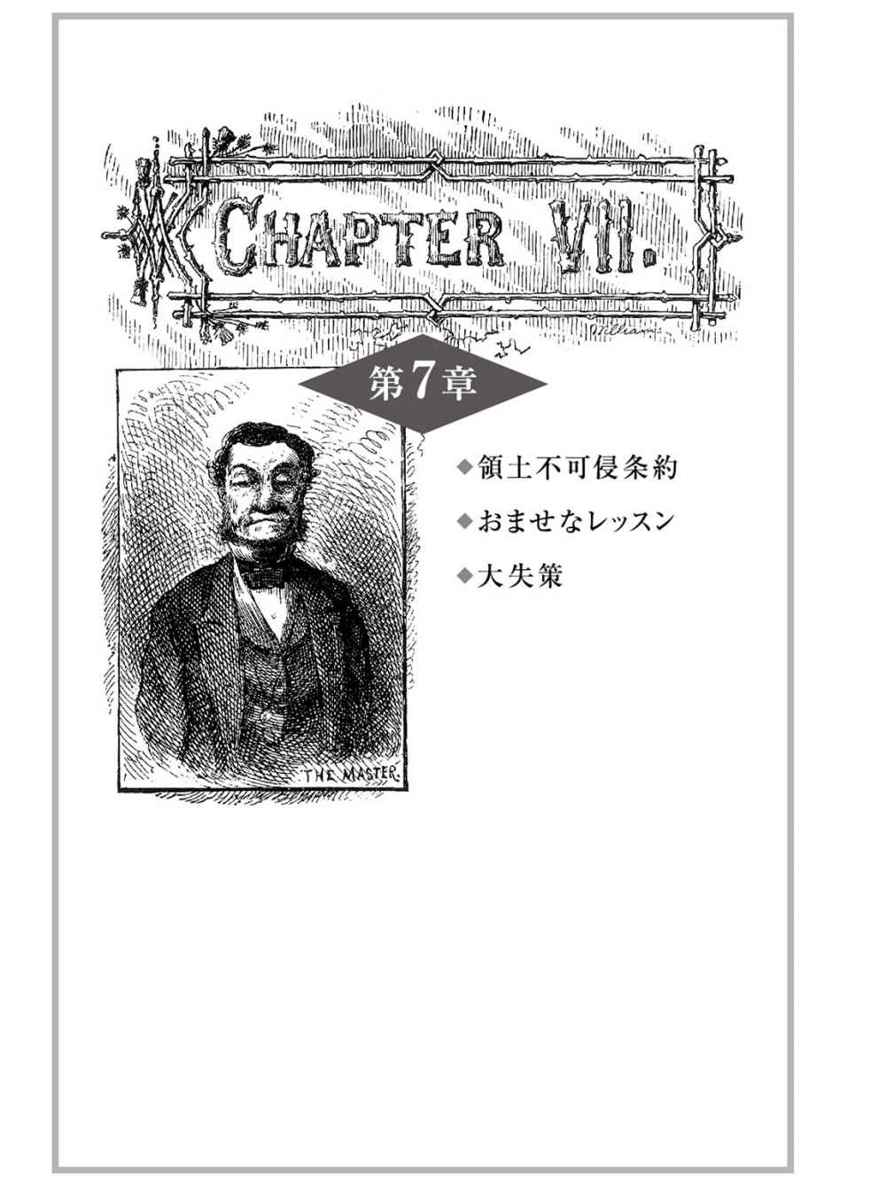 CHAPTER VII.
第7章
領土不可侵条約
おませなレッスン
大失策
THE MASTER.